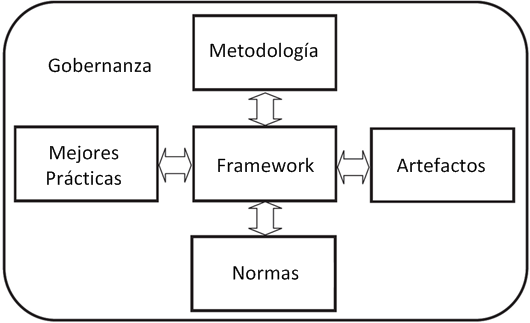 Gobernanza
Metodología
Mejores
Prácticas
Framework
Artefactos
Normas